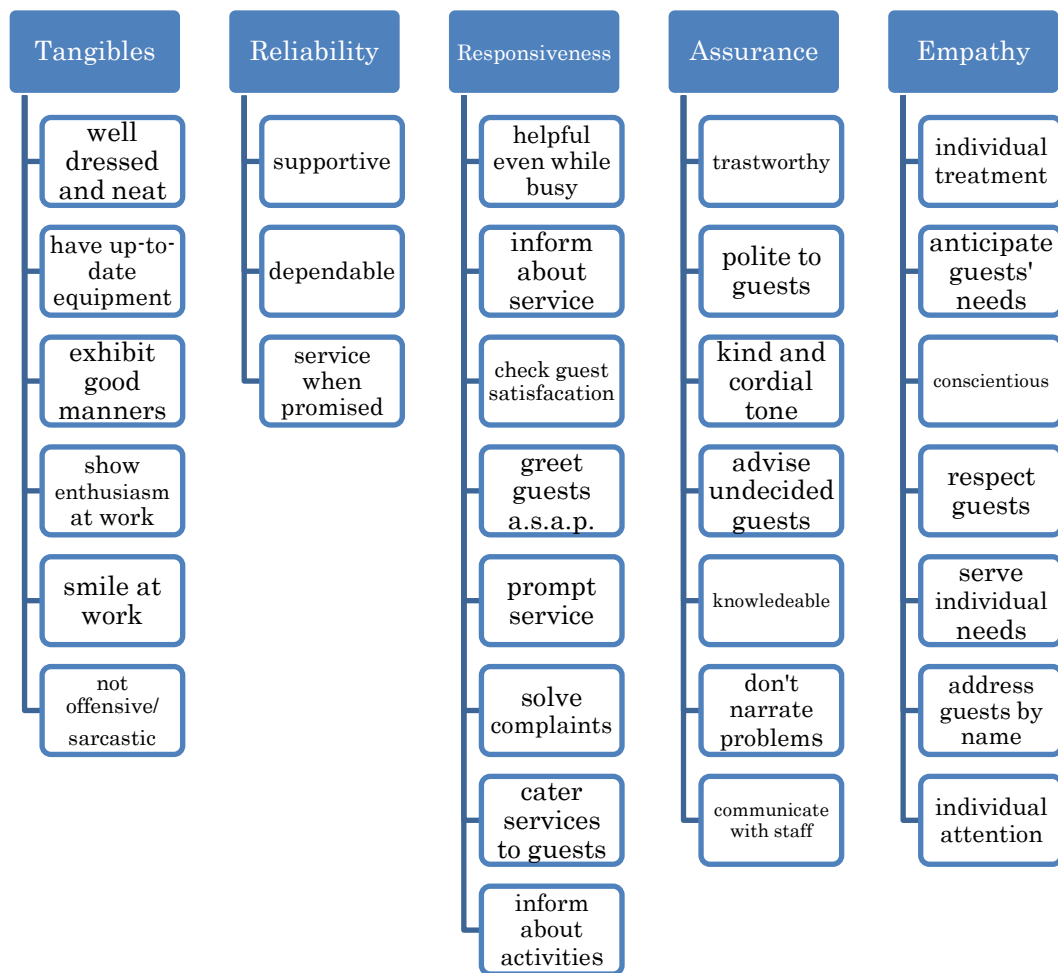 Tangibles
well
dressed
and neat
have up-to-
date
equipment
exhibit
good
manners
show
enthusiasm
at work
smile at
work
not
offensive/
sarcastic
Reliability
supportive
dependable
service
when
promised
Responsiveness
helpful
even while
busy
inform
about
service
check guest
satisfacation
greet
guests
a.s.a.p.
prompt
service
solve
complaints
cater
services
to guests
inform
about
activities
Assurance
trastworthy
polite to
guests
kind and
cordial
tone
advise
undecided
guests
knowledeable
don't
narrate
problems
communicate
with staff
Empathy
individual
treatment
anticipate
guests'
needs
conscientious
respect
guests
serve
individual
needs
address
guests by
name
individual
attention